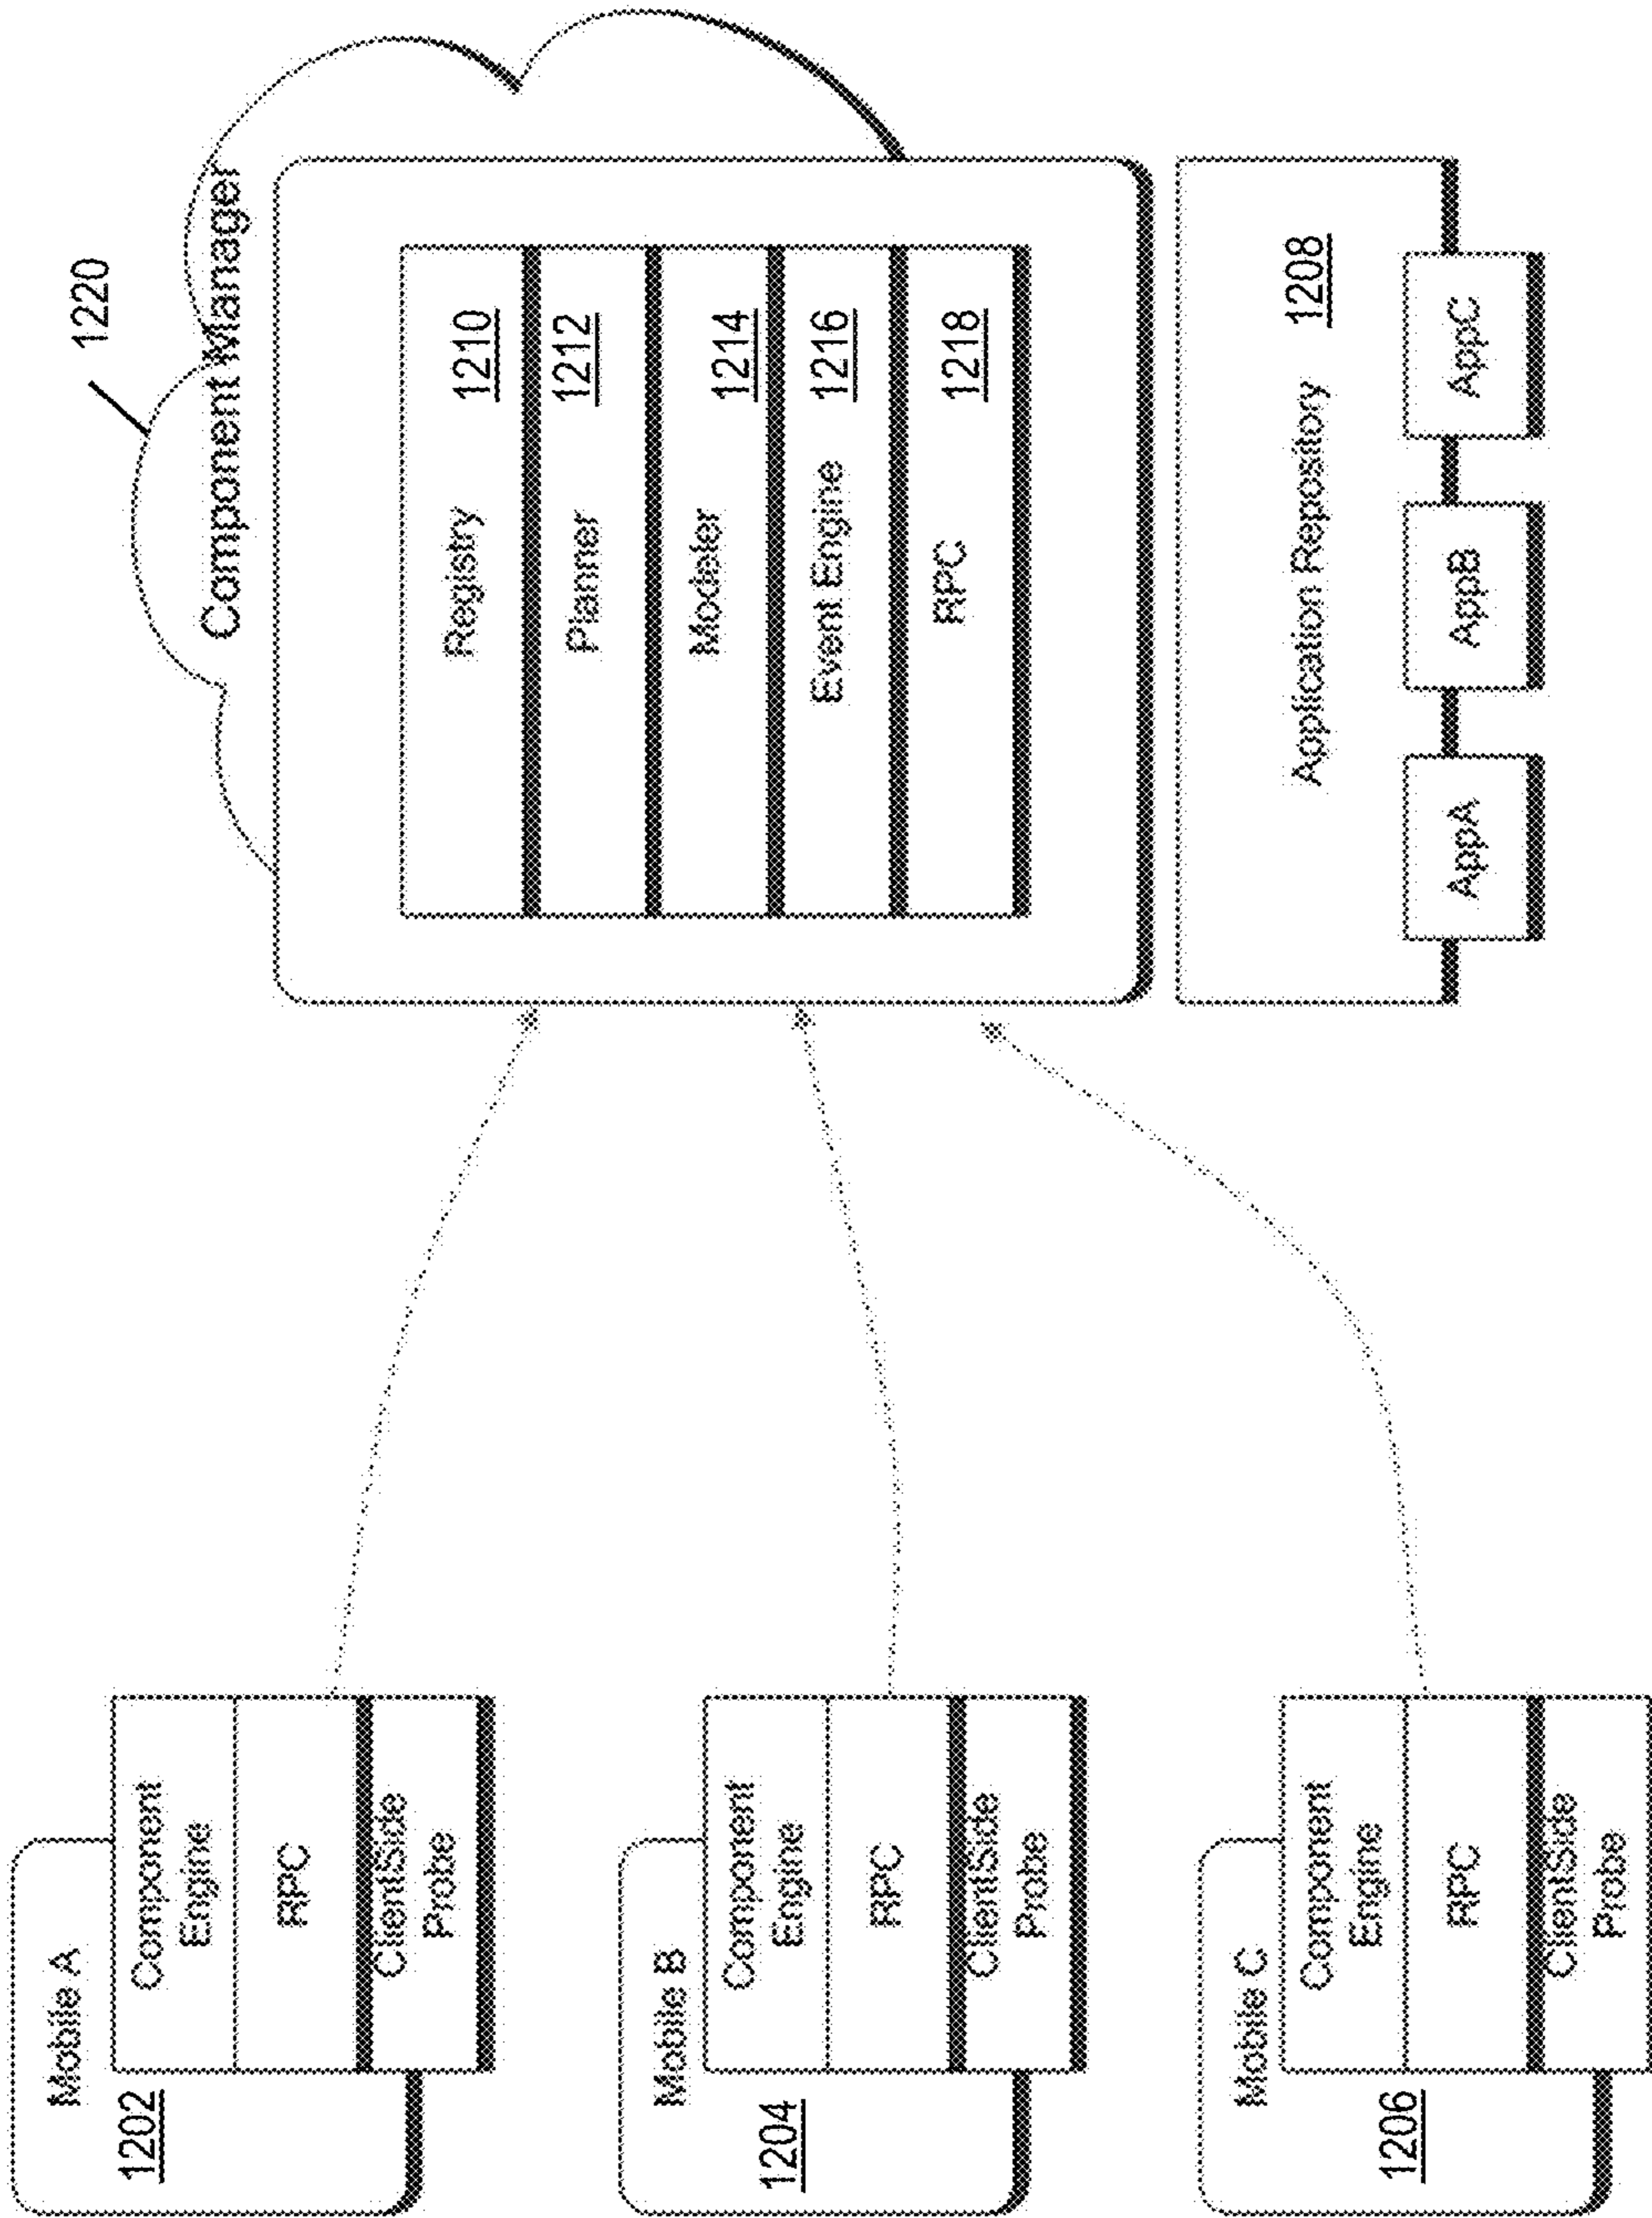 1220
Component Manager
Mobile A
1202
Component
Engine
RPC
ClientSide
Probe
Mobile B
1204
Component
Engine
RPC
ClientSide
Probe
Mobile C
1206
Component
Engine
RPC
ClientSide
Probe
Registry 1210
Planner 1212
Modeler 1214
Event Engine 1216
RPC 1218
Application Repository 1208
AppA
AppB
AppC